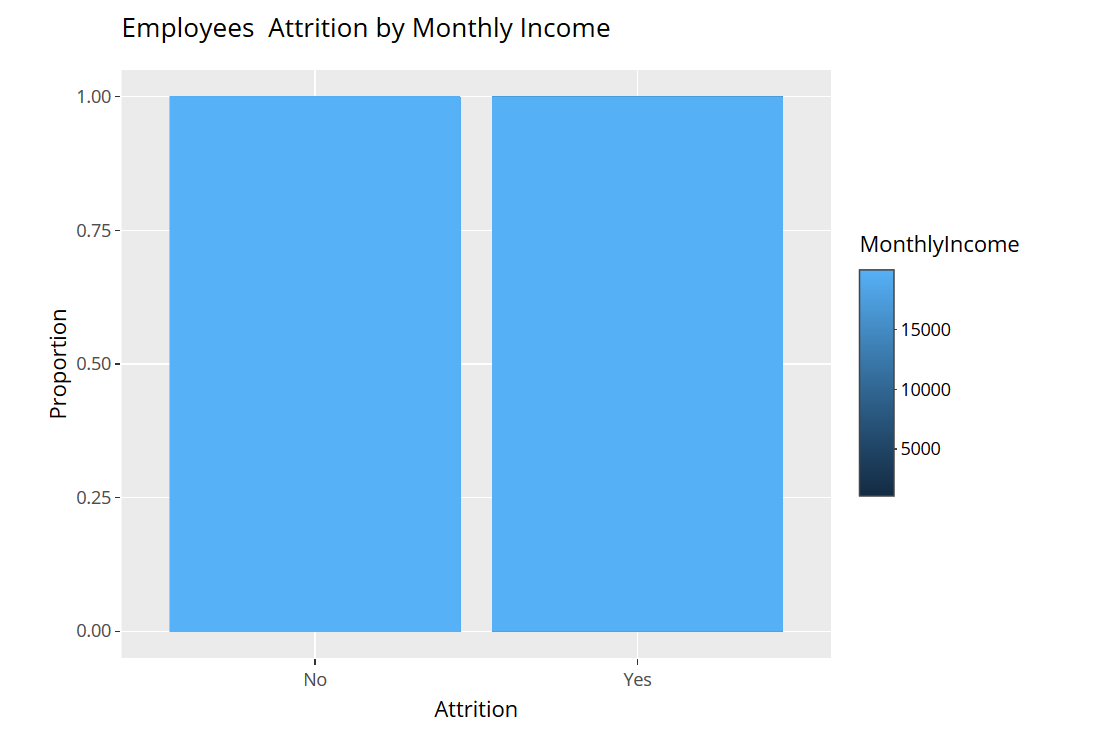 Employees  Attrition by Monthly Income
1.00
0.75
0.50
0.25
0.00
Proportion
No
Yes
Attrition
MonthlyIncome
15000
10000
5000